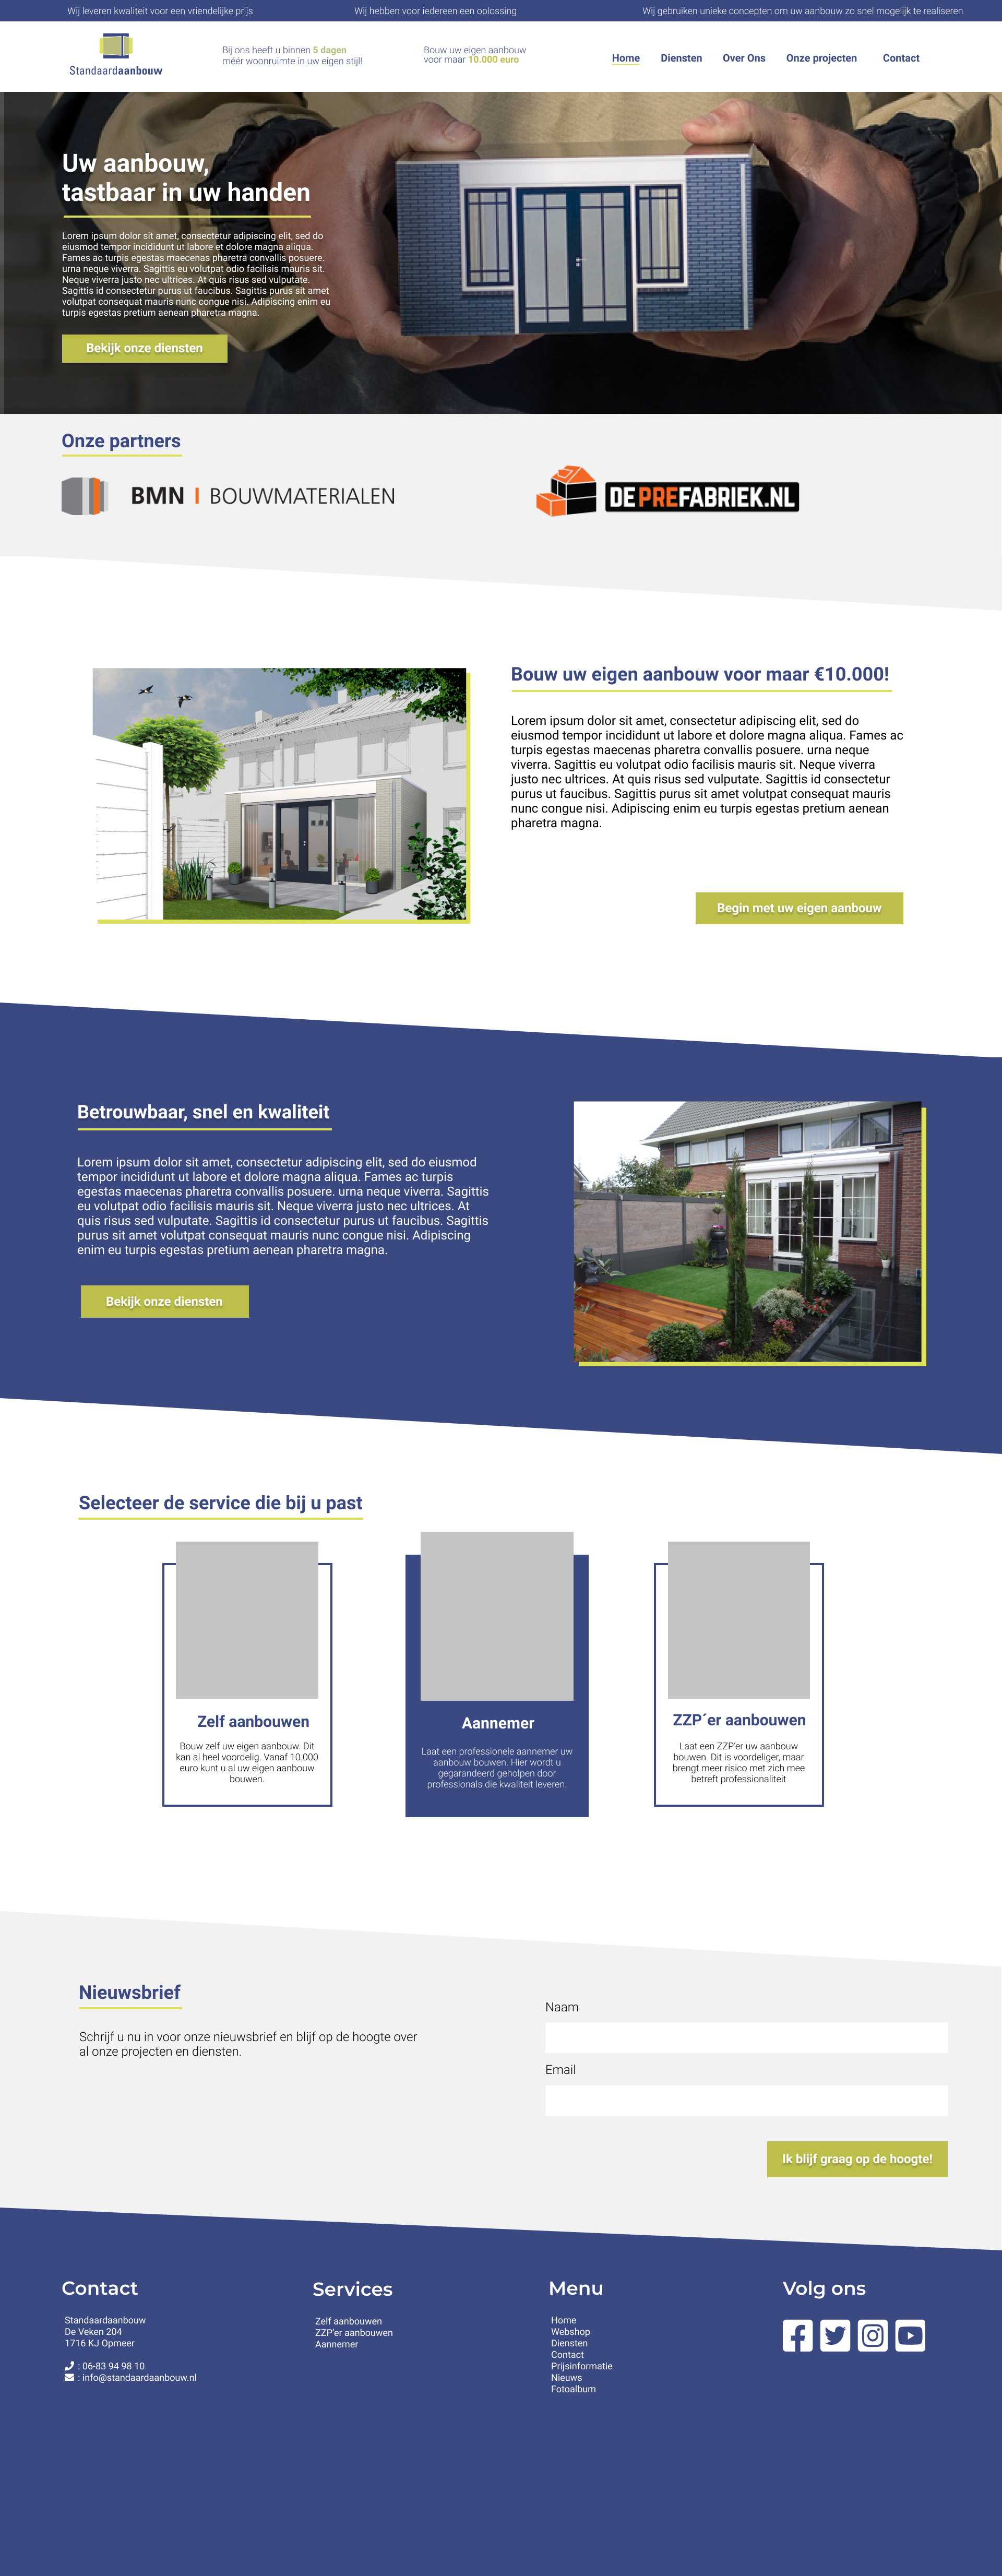 Wij leveren kwaliteit voor een vriendelijke prijs
Wij hebben voor iedereen een oplossing
Wij gebruiken unieke concepten om uw aanbouw zo snel mogelijk te realiseren
Standaardaanbouw
Bij ons heeft u binnen 5 dagen
méér woonruimte in uw eigen stijl!
Bouw uw eigen aanbouw
voor maar 10.000 euro
Home
Diensten
Over Ons
Onze projecten
Contact
Uw aanbouw,
tastbaar in uw handen
Lorem ipsum dolor sit amet, consectetur adipiscing elit, sed do
eiusmod tempor incididunt ut labore et dolore magna aliqua.
Fames ac turpis egestas maecenas pharetra convallis posuere.
urna neque viverra. Sagittis eu volutpat odio facilisis mauris sit.
Neque viverra justo nec ultrices. At quis risus sed vulputate.
Sagittis id consectetur purus ut faucibus. Sagittis purus sit amet
volutpat consequat mauris nunc congue nisi. Adipiscing enim eu
turpis egestas pretium aenean pharetra magna.
Bekijk onze diensten
Onze partners
BMN | BOUWMATERIALEN
DEPREFABRIEK.NL
Bouw uw eigen aanbouw voor maar €10.000!
Lorem ipsum dolor sit amet, consectetur adipiscing elit, sed do
eiusmod tempor incididunt ut labore et dolore magna aliqua. Fames ac
turpis egestas maecenas pharetra convallis posuere. urna neque
viverra. Sagittis eu volutpat odio facilisis mauris sit. Neque viverra
justo nec ultrices. At quis risus sed vulputate. Sagittis id consectetur
purus ut faucibus. Sagittis purus sit amet volutpat consequat mauris
nunc congue nisi. Adipiscing enim eu turpis egestas pretium aenean
pharetra magna.
Begin met uw eigen aanbouw
Betrouwbaar, snel en kwaliteit
Lorem ipsum dolor sit amet, consectetur adipiscing elit, sed do eiusmod
tempor incididunt ut labore et dolore magna aliqua. Fames ac turpis
egestas maecenas pharetra convallis posuere. urna neque viverra. Sagittis
eu volutpat odio facilisis mauris sit. Neque viverra justo nec ultrices. At
quis risus sed vulputate. Sagittis id consectetur purus ut faucibus. Sagittis
purus sit amet volutpat consequat mauris nunc congue nisi. Adipiscing
enim eu turpis egestas pretium aenean pharetra magna.
Bekijk onze diensten
Selecteer de service die bij u past
Zelf aanbouwen
Bouw zelf uw eigen aanbouw. Dit
kan al heel voordelig. Vanaf 10.000
euro kunt u al uw eigen aanbouw
bouwen.
Aannemer
Laat een professionele aannemer uw
aanbouw bouwen. Hier wordt u
gegarandeerd geholpen door
professionals die kwaliteit leveren.
ZZP´er aanbouwen
Laat een ZZP'er uw aanbouw
bouwen. Dit is voordeliger, maar
brengt meer risico met zich mee
betreft professionaliteit
Nieuwsbrief
Schrijf u nu in voor onze nieuwsbrief en blijf op de hoogte over
al onze projecten en diensten.
Naam
Email
Ik blijf graag op de hoogte!
Contact
Standaardaanbouw
De Veken 204
1716 KJ Opmeer
: 06-83 94 98 10
: info@standaardaanbouw.nl
Services
Zelf aanbouwen
ZZP'er aanbouwen
Aannemer
Menu
Home
Webshop
Diensten
Contact
Prijsinformatie
Nieuws
Fotoalbum
Volg ons